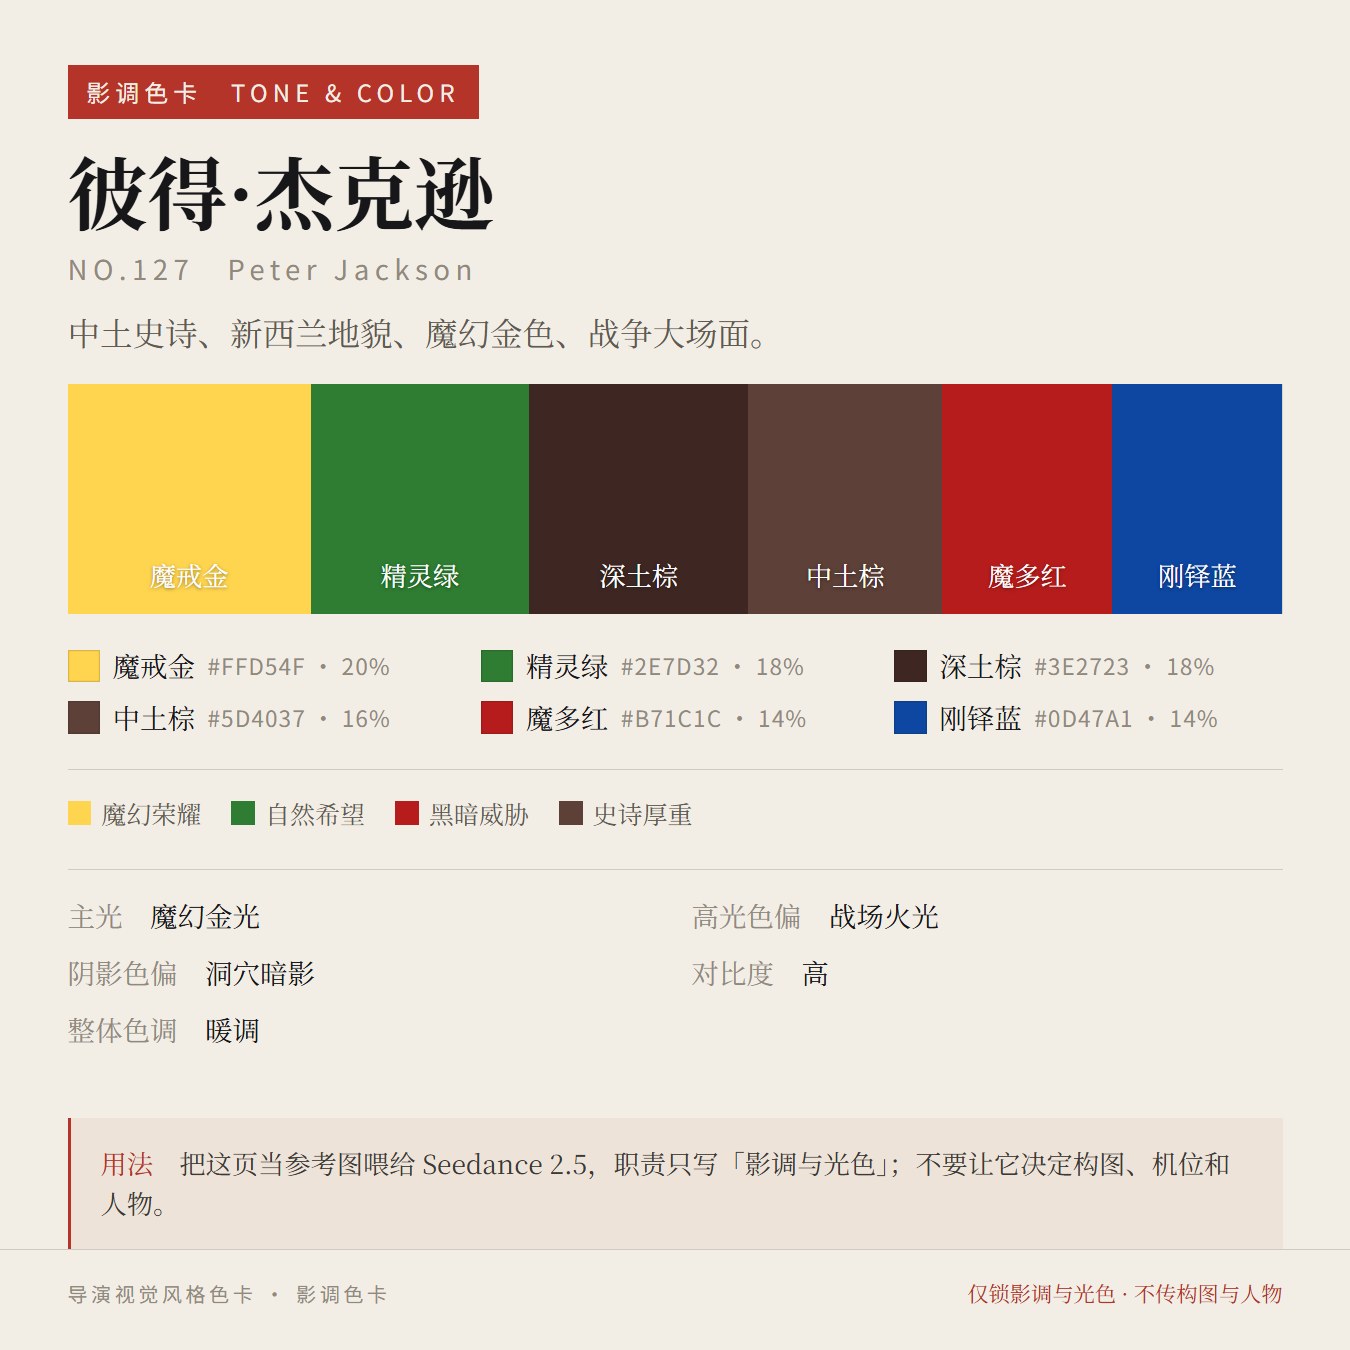 影调色卡 TONE & COLOR
彼得·杰克逊
NO.127 Peter Jackson
中土史诗、新西兰地貌、魔幻金色、战争大场面。
魔戒金 精灵绿 深土棕 中土棕 魔多红 刚铎蓝
魔戒金 #FFD54F · 20% 精灵绿 #2E7D32 · 18% 深土棕 #3E2723 · 18%
中土棕 #5D4037 · 16% 魔多红 #B71C1C · 14% 刚铎蓝 #0D47A1 · 14%
魔幻荣耀 自然希望 黑暗威胁 史诗厚重
主光 魔幻金光 高光色偏 战场火光
阴影色偏 洞穴暗影 对比度 高
整体色调 暖调
用法 把这页当参考图喂给 Seedance 2.5，职责只写「影调与光色」；不要让它决定构图、机位和
人物。
导演视觉风格色卡 · 影调色卡 仅锁影调与光色 · 不传构图与人物